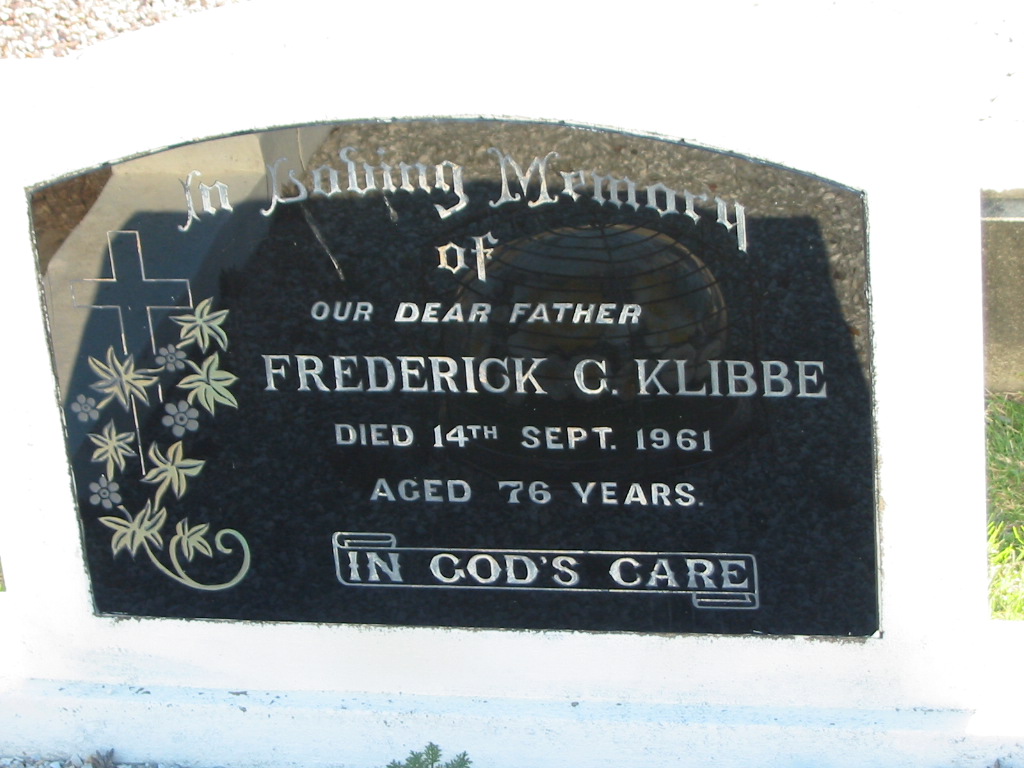 In Loving Memory
of
OUR DEAR FATHER
FREDERICK C. KLIBBE
DIED 14TH SEPT. 1961
AGED 76 YEARS.
IN GOD'S CARE